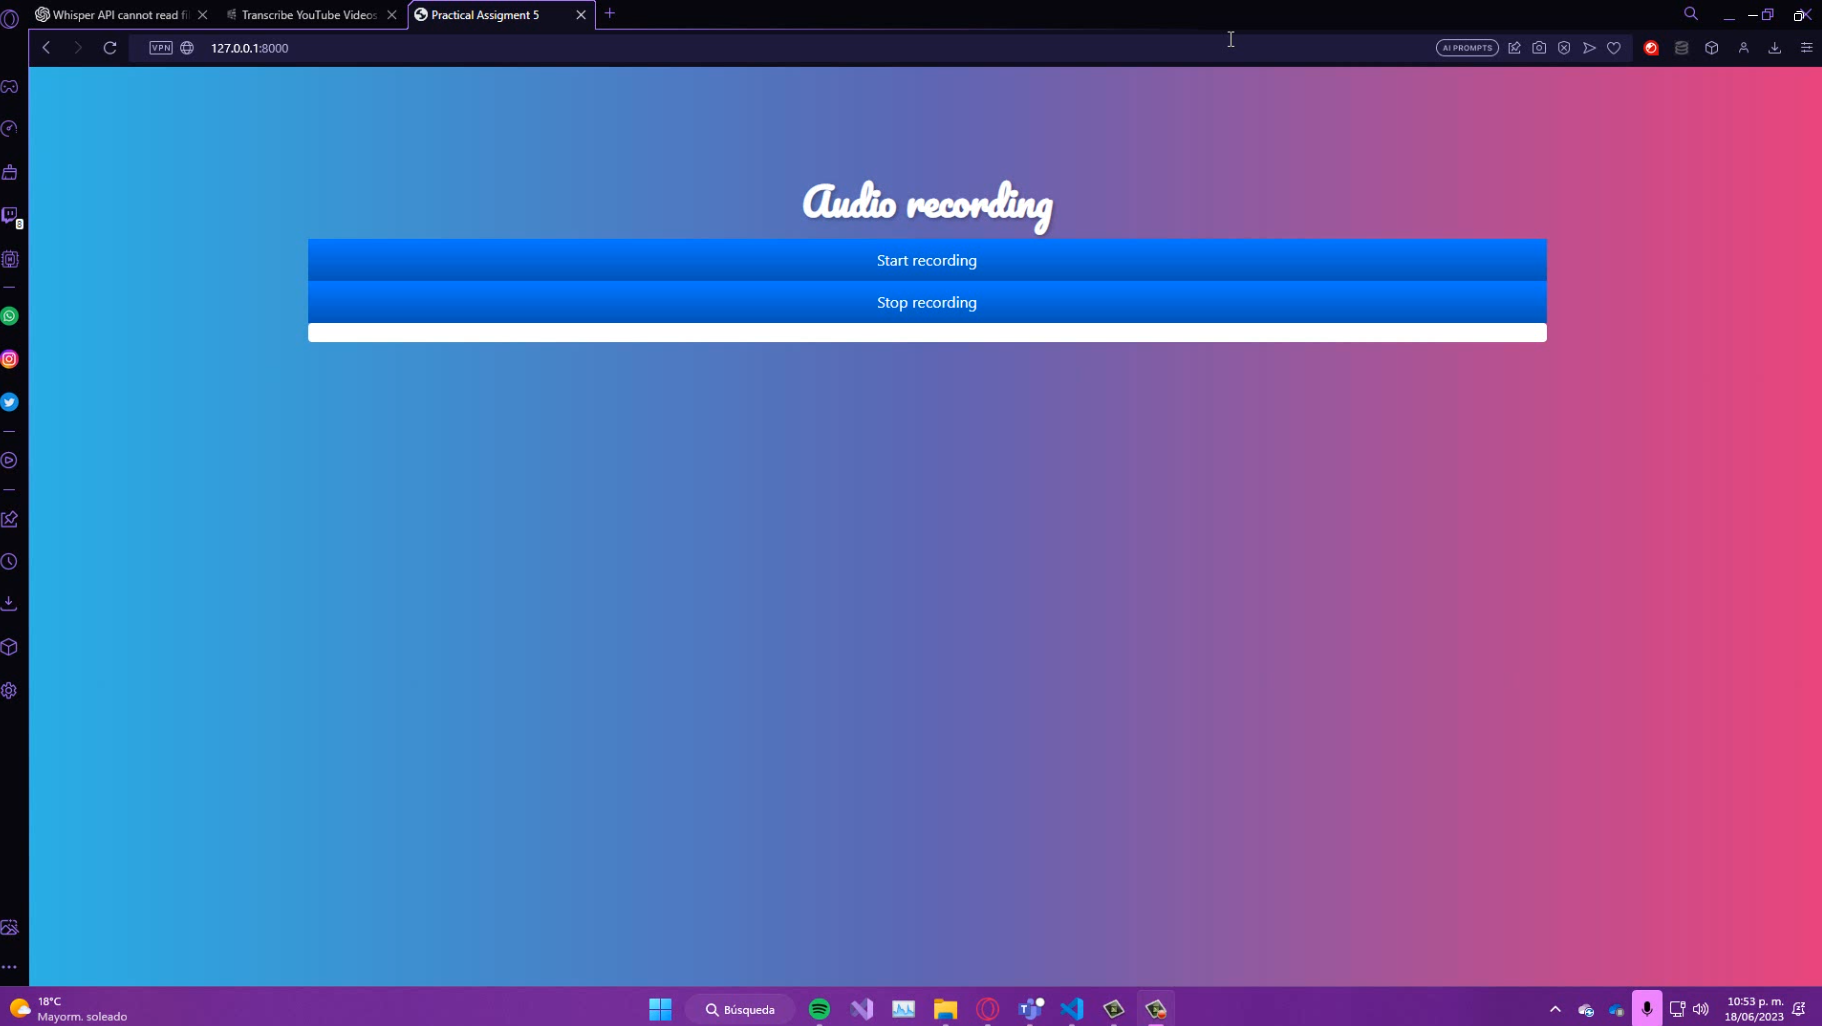 Whisper API cannot read fi
Transcribe YouTube Videos
Practical Assigment 5
VPN
127.0.0.1:8000
AI PROMPTS
Audio recording
Start recording
Stop recording
8
18°C
Mayorm. soleado
Búsqueda
10:53 p. m.
18/06/2023